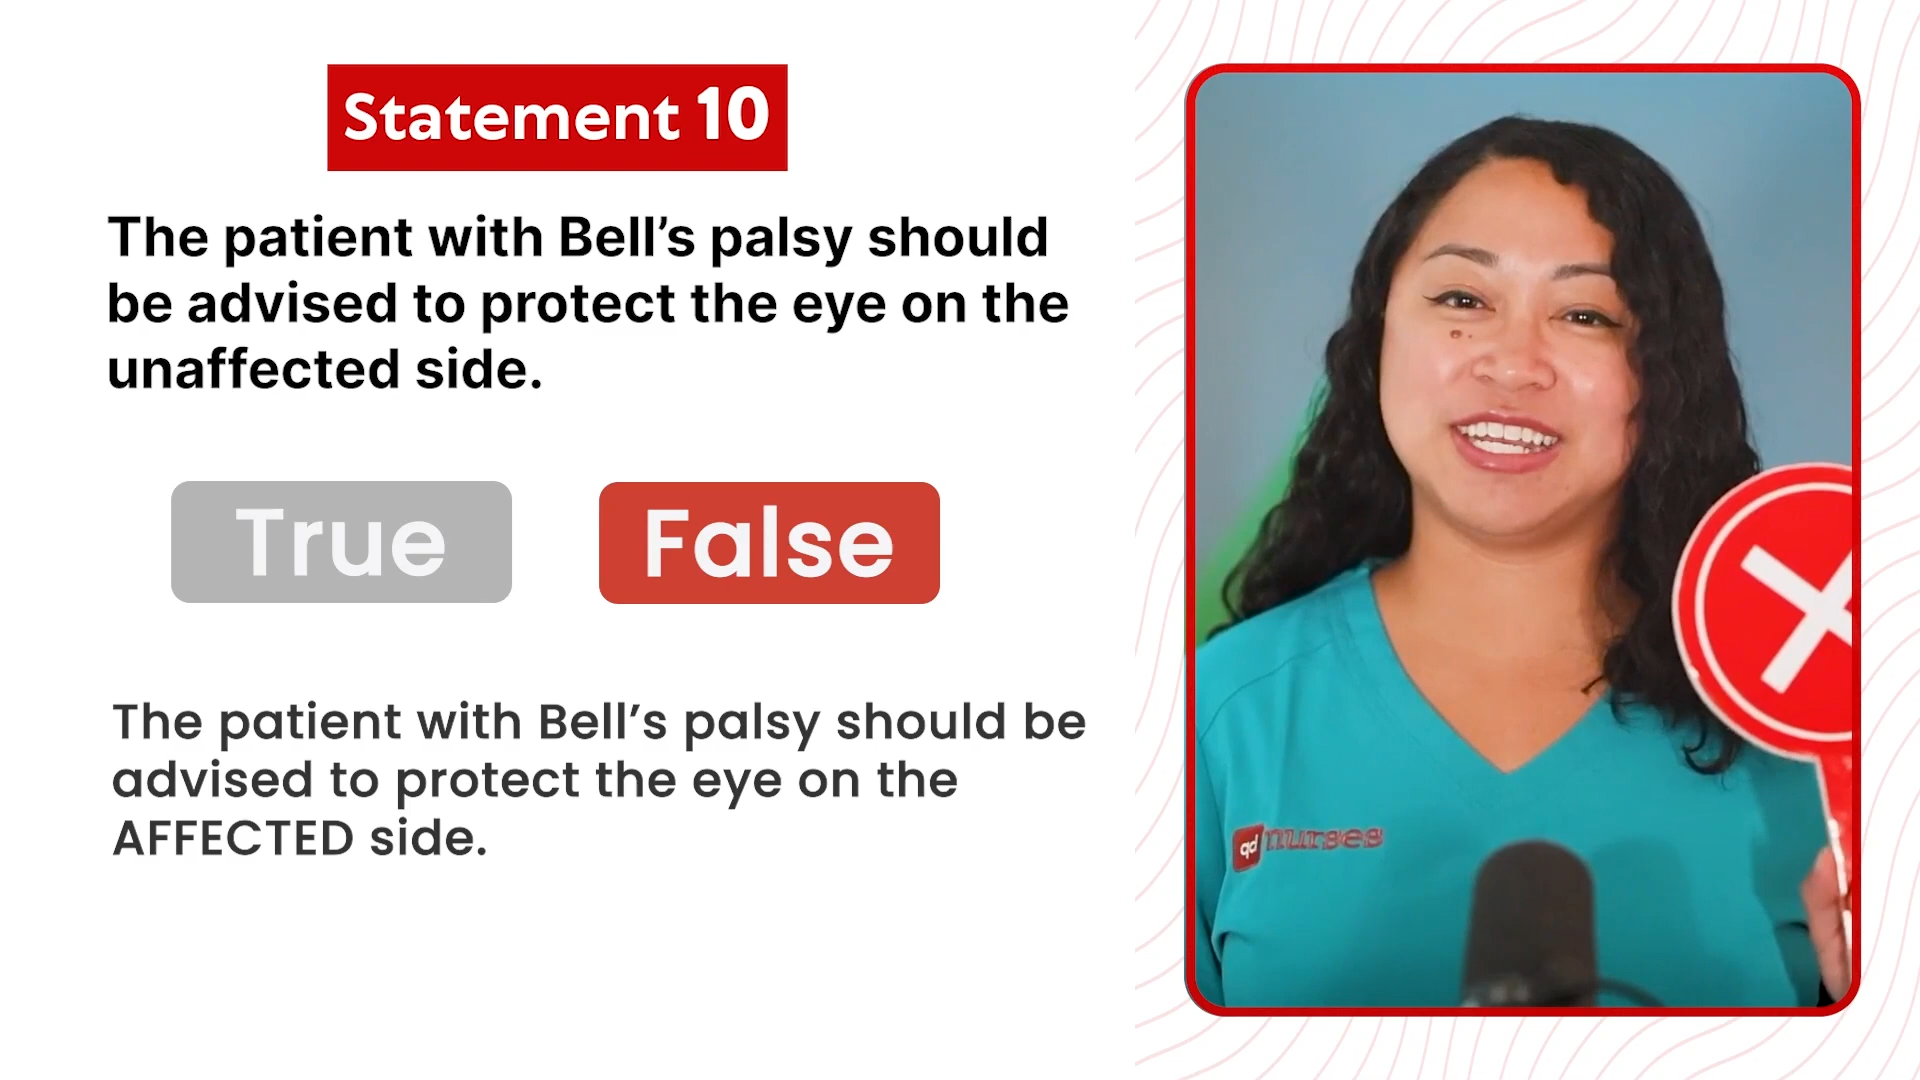 Statement 10
The patient with Bell’s palsy should
be advised to protect the eye on the
unaffected side.
True
False
The patient with Bell’s palsy should be
advised to protect the eye on the
AFFECTED side.
qd nurses